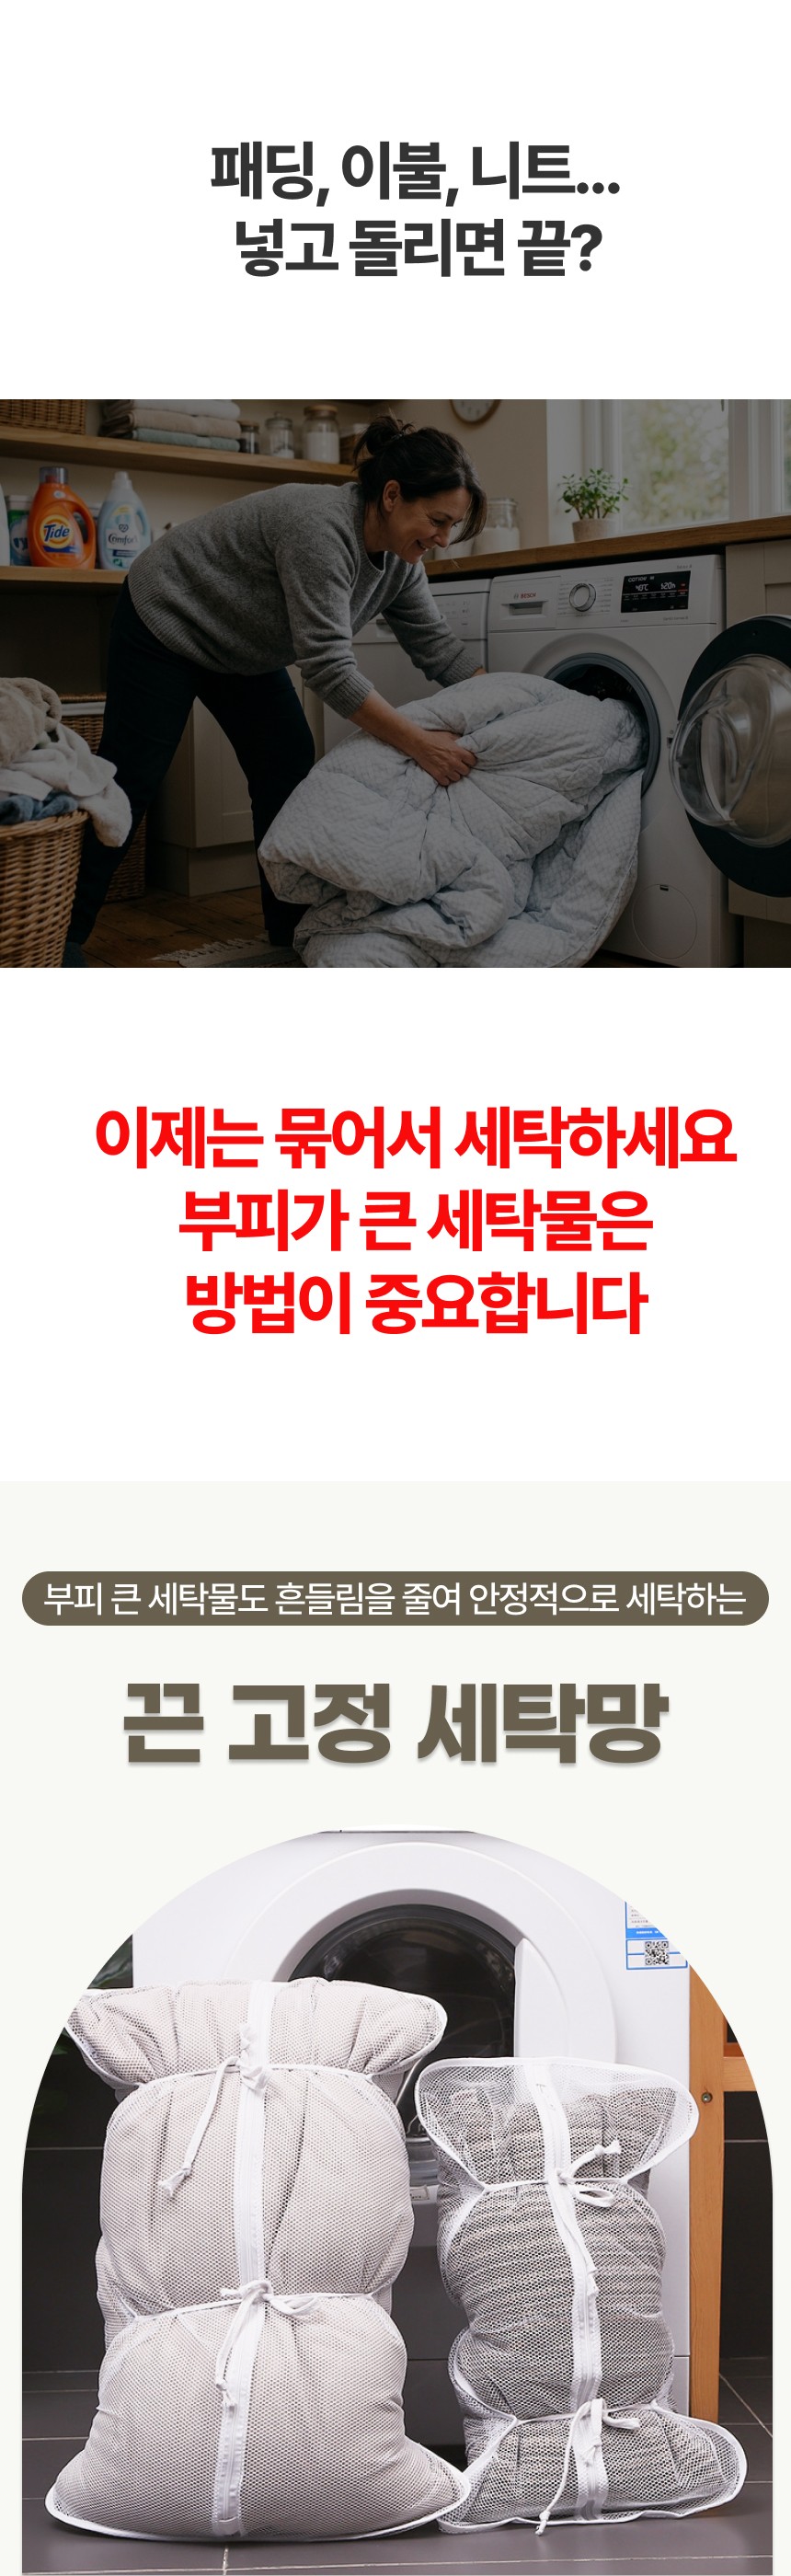 패딩, 이불, 니트...
넣고 돌리면 끝?
Tide
Comfort
BOSCH
이제는 묶어서 세탁하세요
부피가 큰 세탁물은
방법이 중요합니다
부피 큰 세탁물도 흔들림을 줄여 안정적으로 세탁하는
끈 고정 세탁망